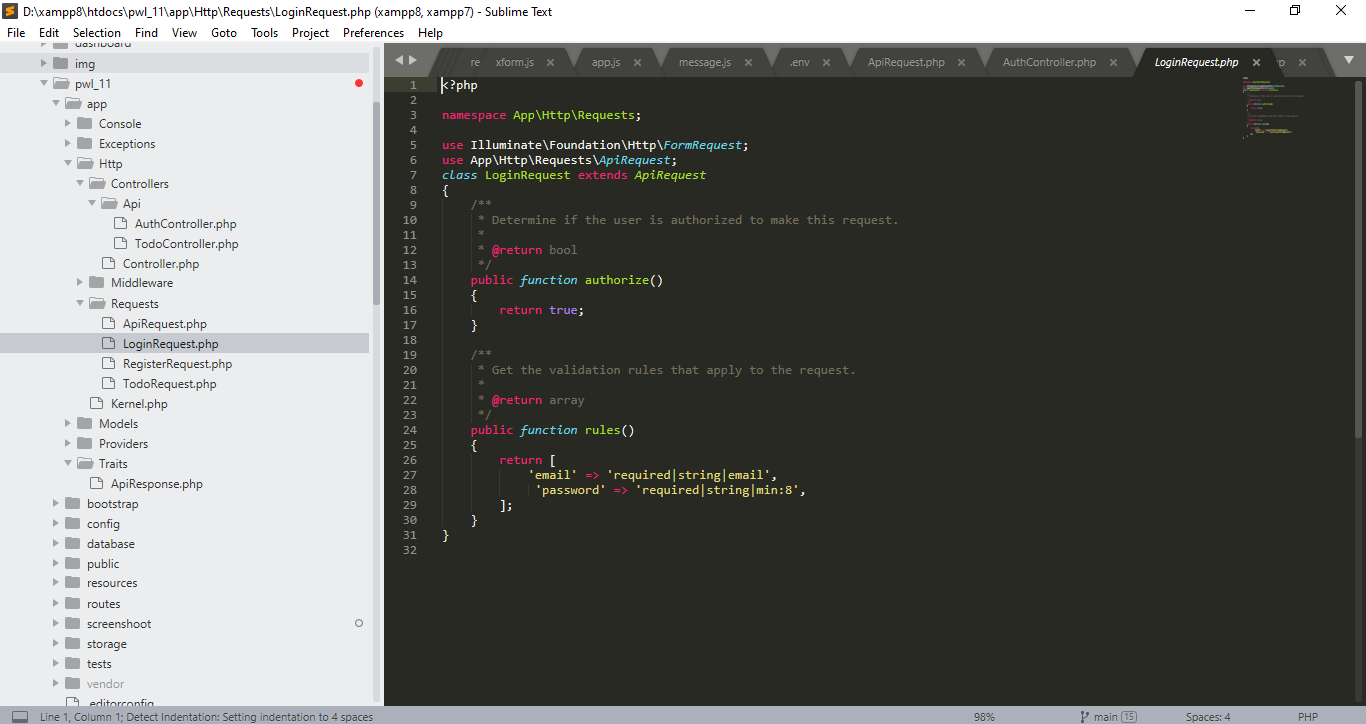 D:\xampp8\htdocs\pwl_11\app\Http\Requests\LoginRequest.php (xampp8, xampp7) - Sublime Text
File Edit Selection Find View Goto Tools Project Preferences Help
dashboard
img
pwl_11
app
Console
Exceptions
Http
Controllers
Api
AuthController.php
TodoController.php
Controller.php
Middleware
Requests
ApiRequest.php
LoginRequest.php
RegisterRequest.php
TodoRequest.php
Kernel.php
Models
Providers
Traits
ApiResponse.php
bootstrap
config
database
public
resources
routes
screenshoot
storage
tests
vendor
.editorconfig
re xform.js app.js message.js .env ApiRequest.php AuthController.php LoginRequest.php
1 <?php
2
3 namespace App\Http\Requests;
4
5 use Illuminate\Foundation\Http\FormRequest;
6 use App\Http\Requests\ApiRequest;
7 class LoginRequest extends ApiRequest
8 {
9 /**
10 * Determine if the user is authorized to make this request.
11 *
12 * @return bool
13 */
14 public function authorize()
15 {
16 return true;
17 }
18
19 /**
20 * Get the validation rules that apply to the request.
21 *
22 * @return array
23 */
24 public function rules()
25 {
26 return [
27 'email' => 'required|string|email',
28 'password' => 'required|string|min:8',
29 ];
30 }
31 }
32
Line 1, Column 1; Detect Indentation: Setting indentation to 4 spaces 98% main 15 Spaces: 4 PHP